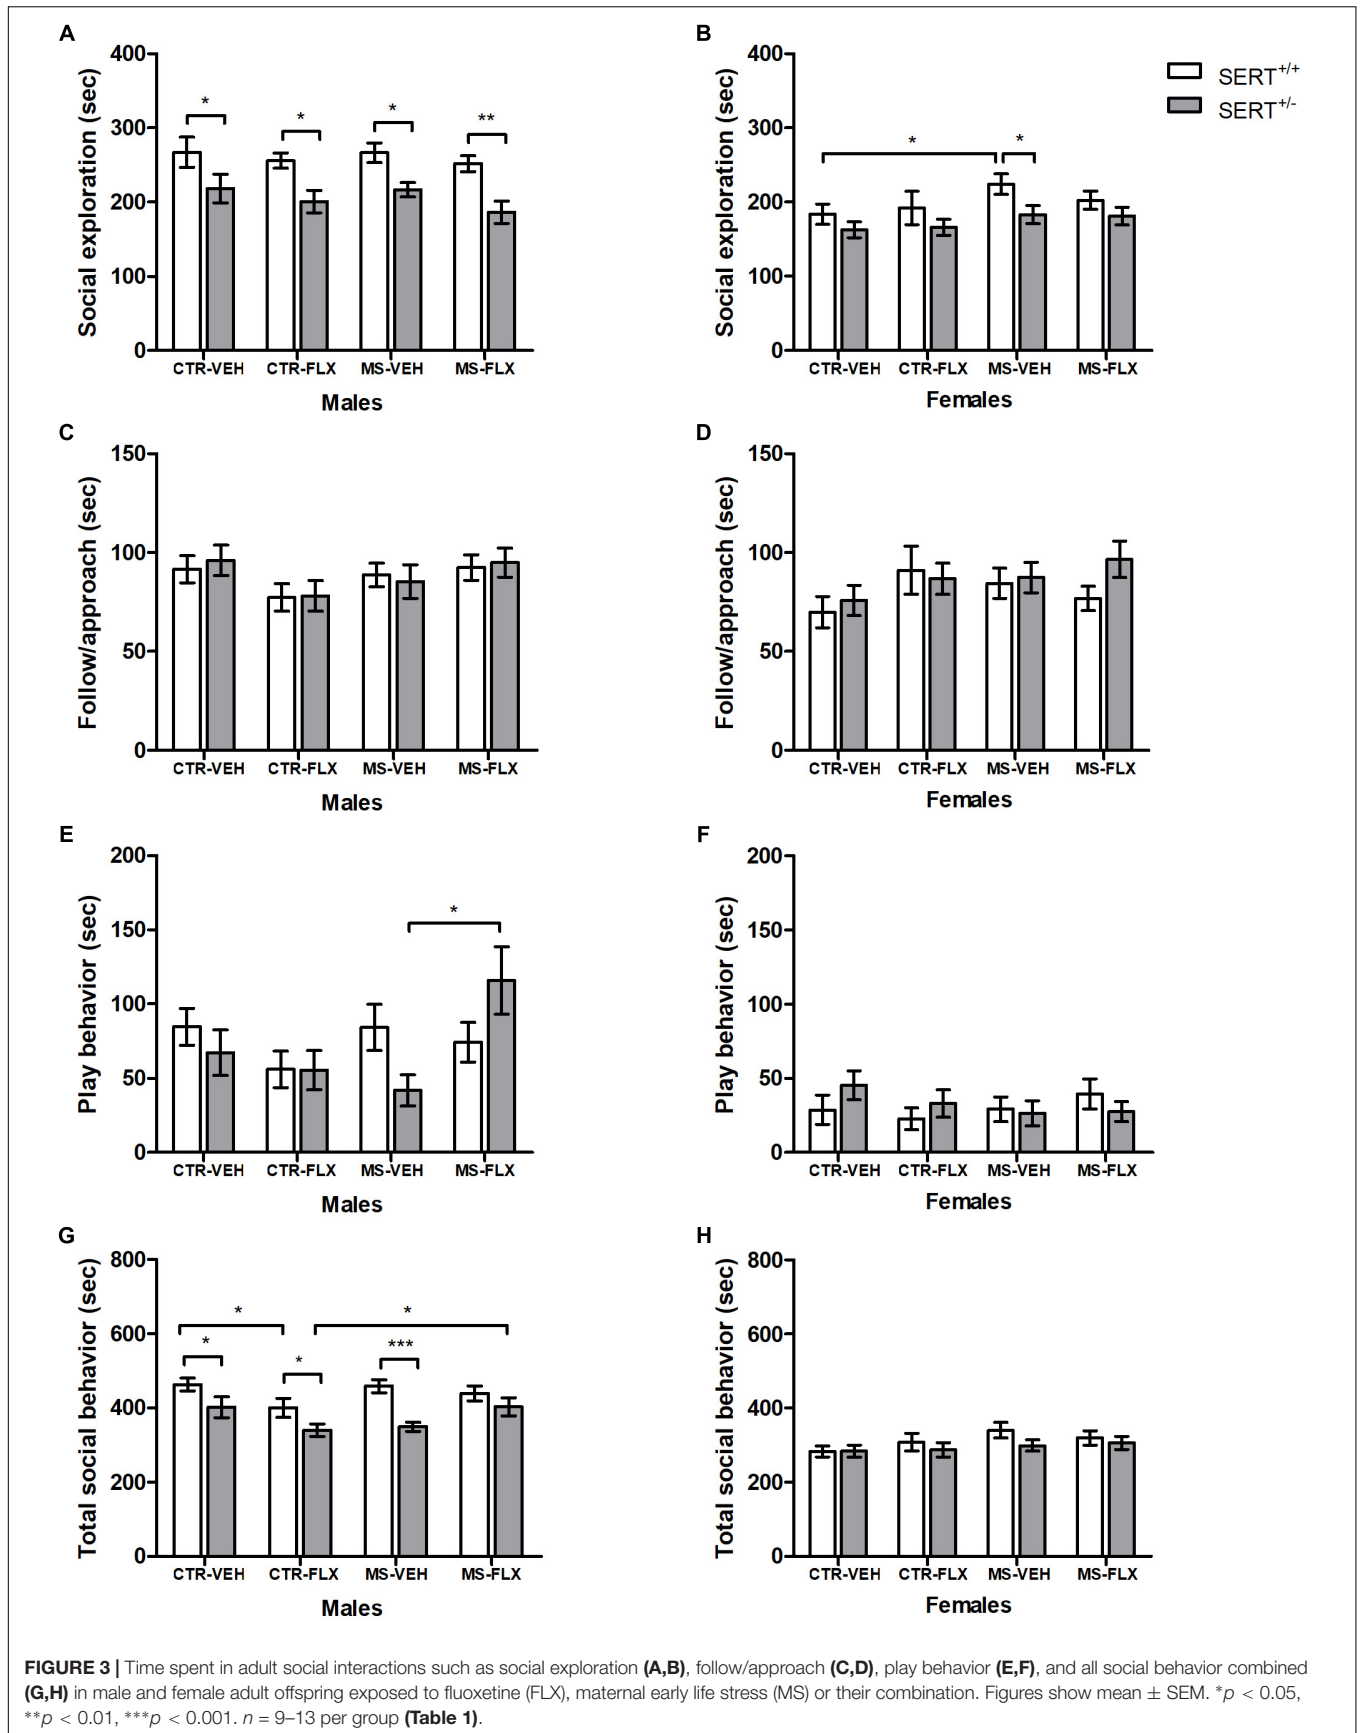 A
Social exploration (sec)
400
300
200
100
0
*
*
*
**
CTR-VEH CTR-FLX MS-VEH MS-FLX
Males
B
Social exploration (sec)
400
300
200
100
0
*
*
CTR-VEH CTR-FLX MS-VEH MS-FLX
Females
SERT+/+
SERT+/-
C
Follow/approach (sec)
150
100
50
0
CTR-VEH CTR-FLX MS-VEH MS-FLX
Males
D
Follow/approach (sec)
150
100
50
0
CTR-VEH CTR-FLX MS-VEH MS-FLX
Females
E
Play behavior (sec)
200
150
100
50
0
*
CTR-VEH CTR-FLX MS-VEH MS-FLX
Males
F
Play behavior (sec)
200
150
100
50
0
CTR-VEH CTR-FLX MS-VEH MS-FLX
Females
G
Total social behavior (sec)
800
600
400
200
0
*
*
*
*
***
CTR-VEH CTR-FLX MS-VEH MS-FLX
Males
H
Total social behavior (sec)
800
600
400
200
0
CTR-VEH CTR-FLX MS-VEH MS-FLX
Females
FIGURE 3 | Time spent in adult social interactions such as social exploration (A,B), follow/approach (C,D), play behavior (E,F), and all social behavior combined
(G,H) in male and female adult offspring exposed to fluoxetine (FLX), maternal early life stress (MS) or their combination. Figures show mean ± SEM. *p < 0.05,
**p < 0.01, ***p < 0.001. n = 9–13 per group (Table 1).